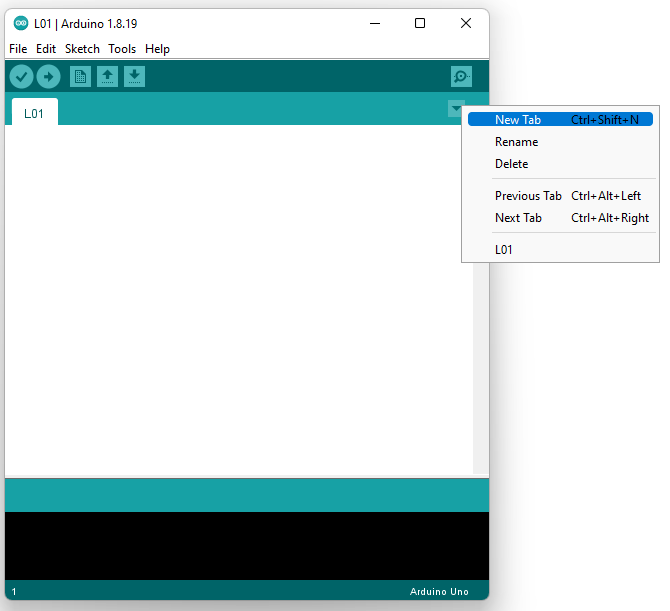 L01 | Arduino 1.8.19
File Edit Sketch Tools Help
L01
New Tab Ctrl+Shift+N
Rename
Delete
Previous Tab Ctrl+Alt+Left
Next Tab Ctrl+Alt+Right
L01
1 Arduino Uno